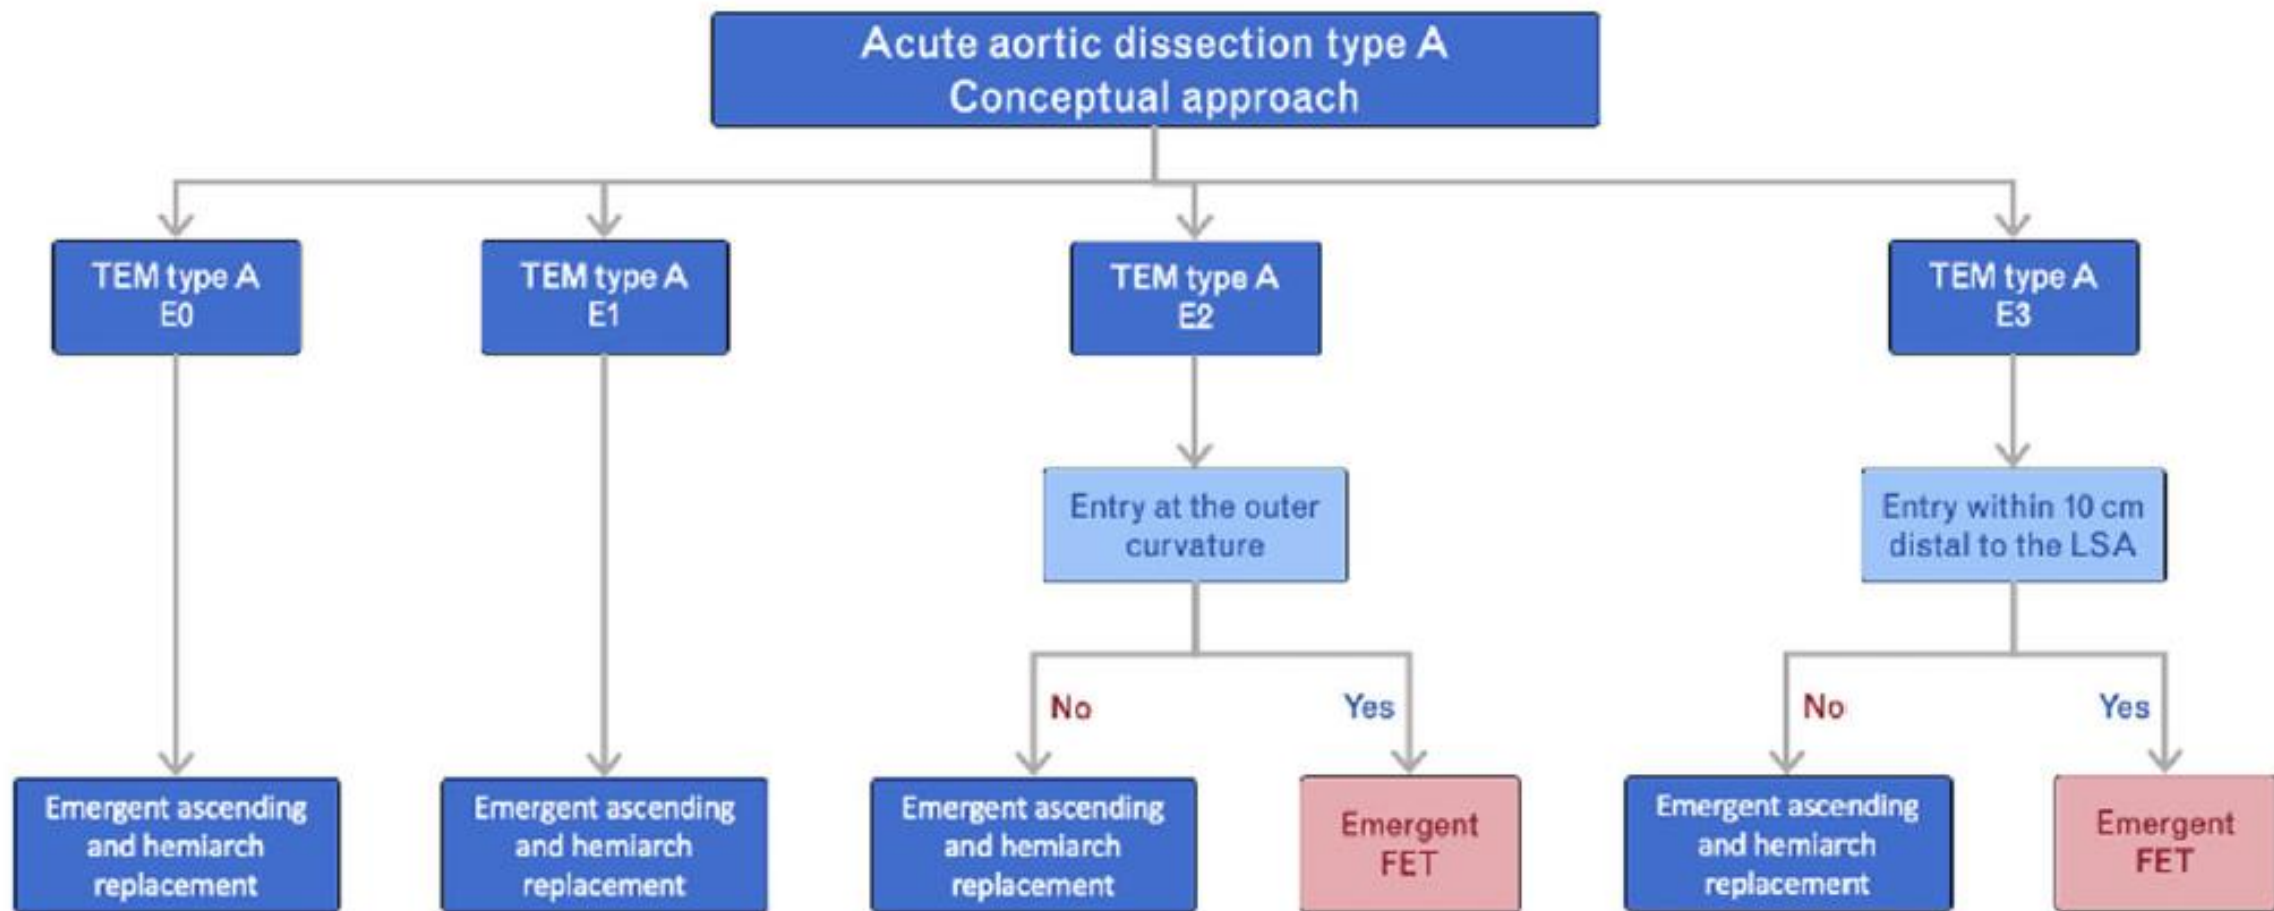 Acute aortic dissection type A
Conceptual approach
TEM type A
E0
TEM type A
E1
TEM type A
E2
TEM type A
E3
Entry at the outer
curvature
Entry within 10 cm
distal to the LSA
No
Yes
No
Yes
Emergent ascending
and hemiarch
replacement
Emergent ascending
and hemiarch
replacement
Emergent ascending
and hemiarch
replacement
Emergent
FET
Emergent ascending
and hemiarch
replacement
Emergent
FET